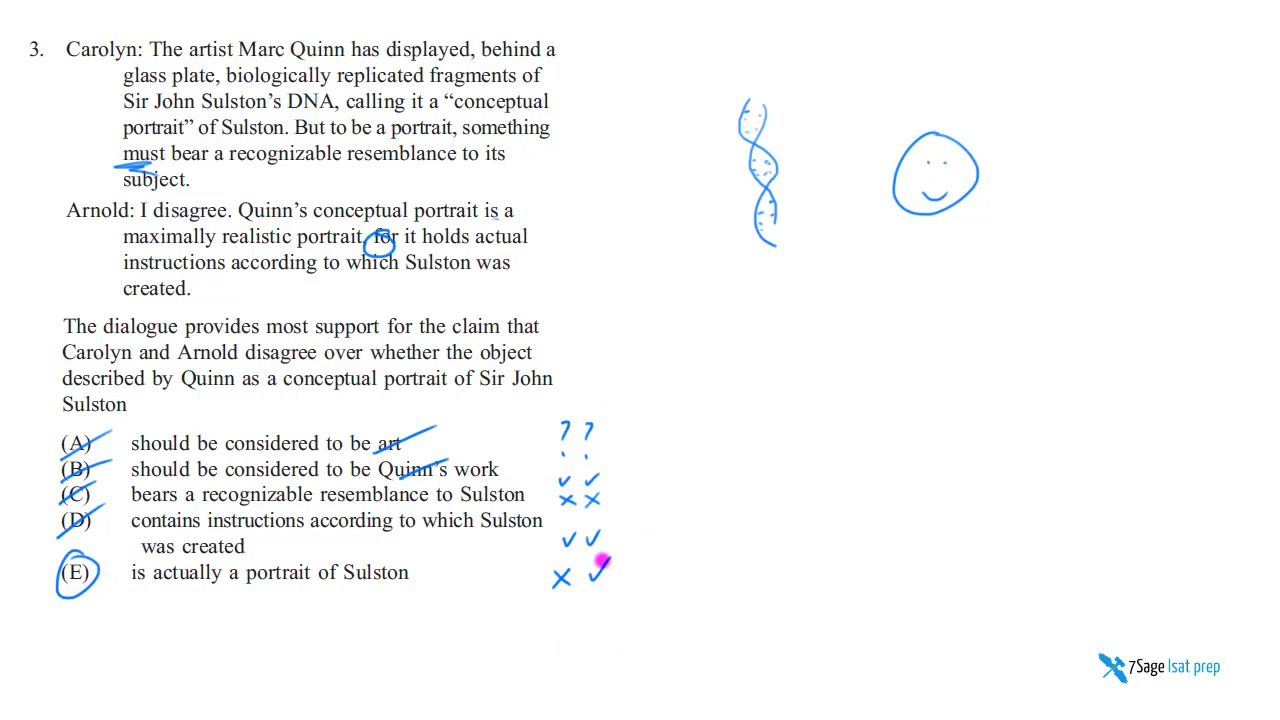 3. Carolyn: The artist Marc Quinn has displayed, behind a
glass plate, biologically replicated fragments of
Sir John Sulston’s DNA, calling it a “conceptual
portrait” of Sulston. But to be a portrait, something
must bear a recognizable resemblance to its
subject.
Arnold: I disagree. Quinn’s conceptual portrait is a
maximally realistic portrait, for it holds actual
instructions according to which Sulston was
created.
The dialogue provides most support for the claim that
Carolyn and Arnold disagree over whether the object
described by Quinn as a conceptual portrait of Sir John
Sulston
(A) should be considered to be art ? ?
(B) should be considered to be Quinn’s work ✓ ✓
(C) bears a recognizable resemblance to Sulston × ×
(D) contains instructions according to which Sulston
was created ✓ ✓
(E) is actually a portrait of Sulston × ✓
7Sage lsat prep